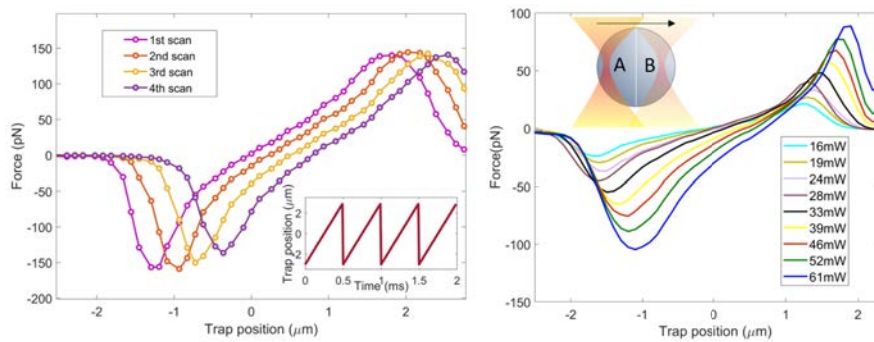 1st scan
2nd scan
3rd scan
4th scan
Force (pN)
150
100
50
0
-50
-100
-150
-200
-2
-1
0
1
2
Trap position (μm)
Trap position (μm)
2
0
-2
0
0.5
1
1.5
2
Time (ms)
A
B
Force(pN)
100
50
0
-50
-100
-150
-2
-1
0
1
2
Trap position (μm)
16mW
19mW
24mW
28mW
33mW
39mW
46mW
52mW
61mW